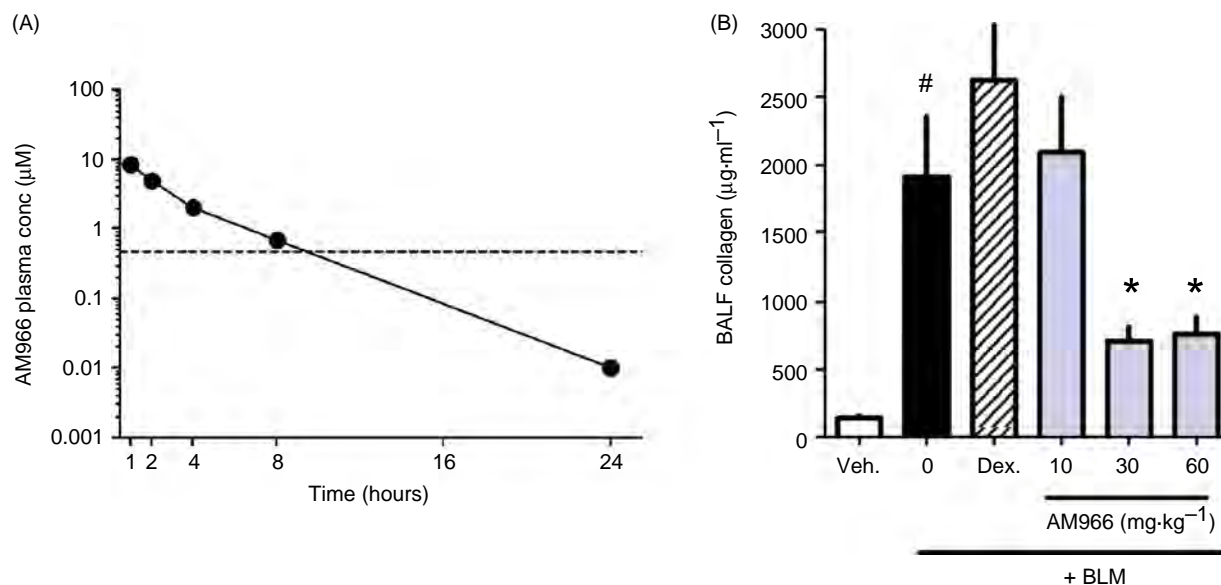 (A)
AM966 plasma conc (μM)
100
10
1
0.1
0.01
0.001
1 2 4 8 16 24
Time (hours)
(B)
BALF collagen (μg·ml⁻¹)
3000
2500
2000
1500
1000
500
0
#
* *
Veh. 0 Dex. 10 30 60
AM966 (mg·kg⁻¹)
+ BLM